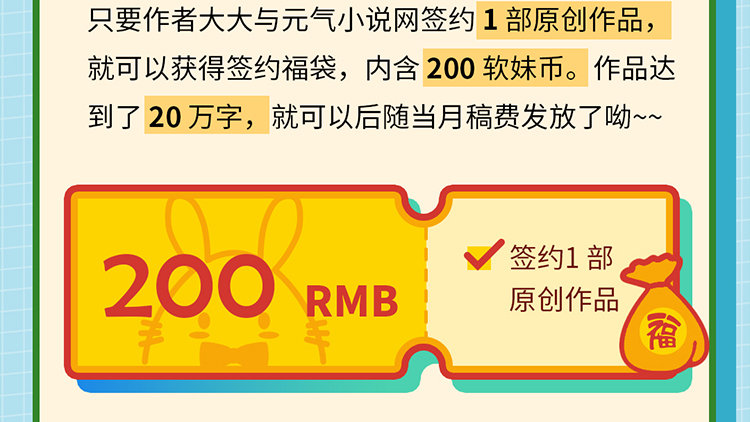 只要作者大大与元气小说网签约 1 部原创作品，
就可以获得签约福袋，内含 200 软妹币。作品达
到了 20 万字，就可以后随当月稿费发放了呦~~
200 RMB
签约1 部
原创作品
福